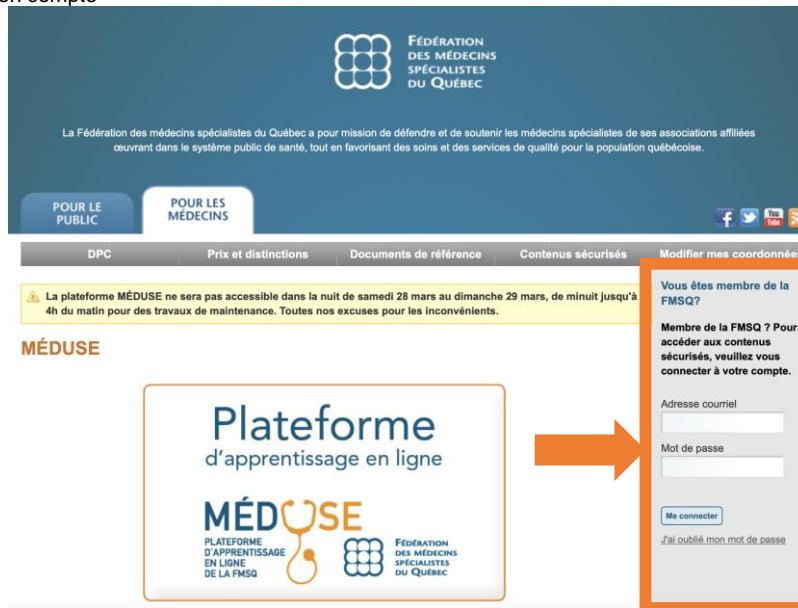 FÉDÉRATION
DES MÉDECINS
SPÉCIALISTES
DU QUÉBEC
La Fédération des médecins spécialistes du Québec a pour mission de défendre et de soutenir les médecins spécialistes de ses associations affiliées
œuvrant dans le système public de santé, tout en favorisant des soins et des services de qualité pour la population québécoise.
POUR LE
PUBLIC
POUR LES
MÉDECINS
You
Tube
DPC
Prix et distinctions
Documents de référence
Contenus sécurisés
Modifier mes coordonnée
La plateforme MÉDUSE ne sera pas accessible dans la nuit de samedi 28 mars au dimanche 29 mars, de minuit jusqu'à
4h du matin pour des travaux de maintenance. Toutes nos excuses pour les inconvénients.
MÉDUSE
Plateforme
d'apprentissage en ligne
MÉDUSE
PLATEFORME
D'APPRENTISSAGE
EN LIGNE
DE LA FMSQ
FÉDÉRATION
DES MÉDECINS
SPÉCIALISTES
DU QUÉBEC
Vous êtes membre de la
FMSQ?
Membre de la FMSQ ? Pour
accéder aux contenus
sécurisés, veuillez vous
connecter à votre compte.
Adresse courriel
Mot de passe
Me connecter
J'ai oublié mon mot de passe